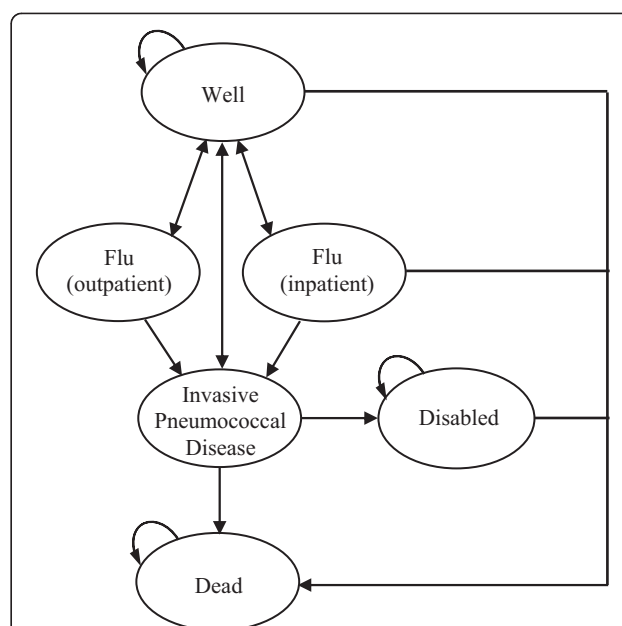 Well
Flu
(outpatient)
Flu
(inpatient)
Invasive
Pneumococcal
Disease
Disabled
Dead